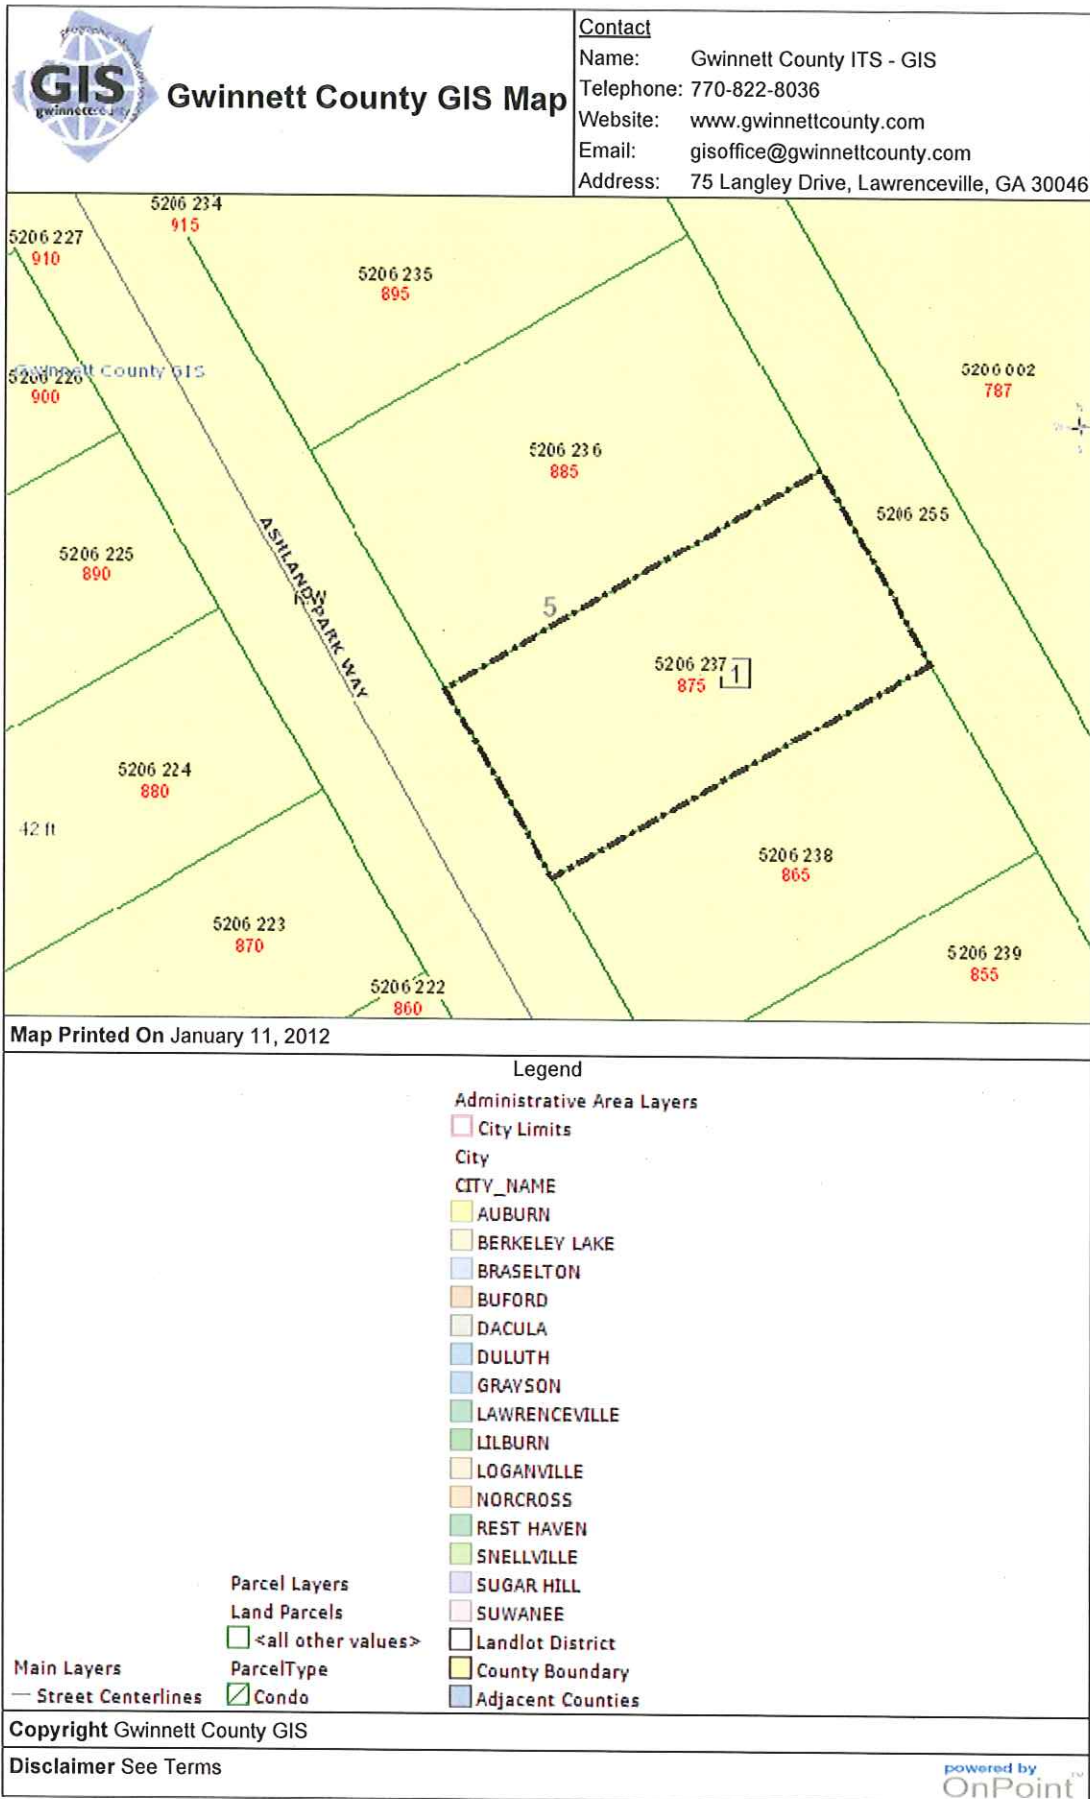 GIS
gwinnettcounty
Gwinnett County GIS Map
Contact
Name: Gwinnett County ITS - GIS
Telephone: 770-822-8036
Website: www.gwinnettcounty.com
Email: gisoffice@gwinnettcounty.com
Address: 75 Langley Drive, Lawrenceville, GA 30046
5206 234
915
5206 227
910
5206 235
895
Gwinnett County GIS
5206 226
900
5206 002
787
5206 236
885
5206 255
5206 225
890
ASHLAND PARK WAY
5
5206 237
875
1
5206 224
880
42 ft
5206 238
865
5206 223
870
5206 239
855
5206 222
860
Map Printed On January 11, 2012
Legend
Administrative Area Layers
City Limits
City
CITY_NAME
AUBURN
BERKELEY LAKE
BRASELTON
BUFORD
DACULA
DULUTH
GRAYSON
LAWRENCEVILLE
LILBURN
LOGANVILLE
NORCROSS
REST HAVEN
SNELLVILLE
SUGAR HILL
SUWANEE
Landlot District
County Boundary
Adjacent Counties
Parcel Layers
Land Parcels
<all other values>
ParcelType
Condo
Main Layers
Street Centerlines
Copyright Gwinnett County GIS
Disclaimer See Terms
powered by
OnPoint™